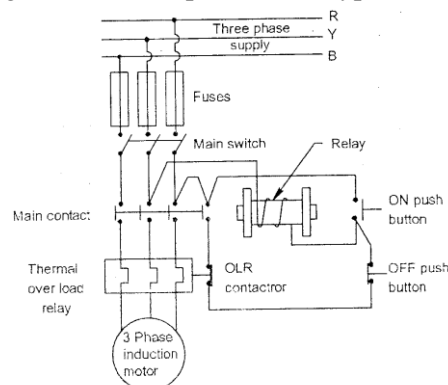 R
Three phase
Y
supply
B
Fuses
Main switch
Relay
Main contact
ON push
button
Thermal
over load
relay
OLR
contactror
OFF push
button
3 Phase
induction
motor